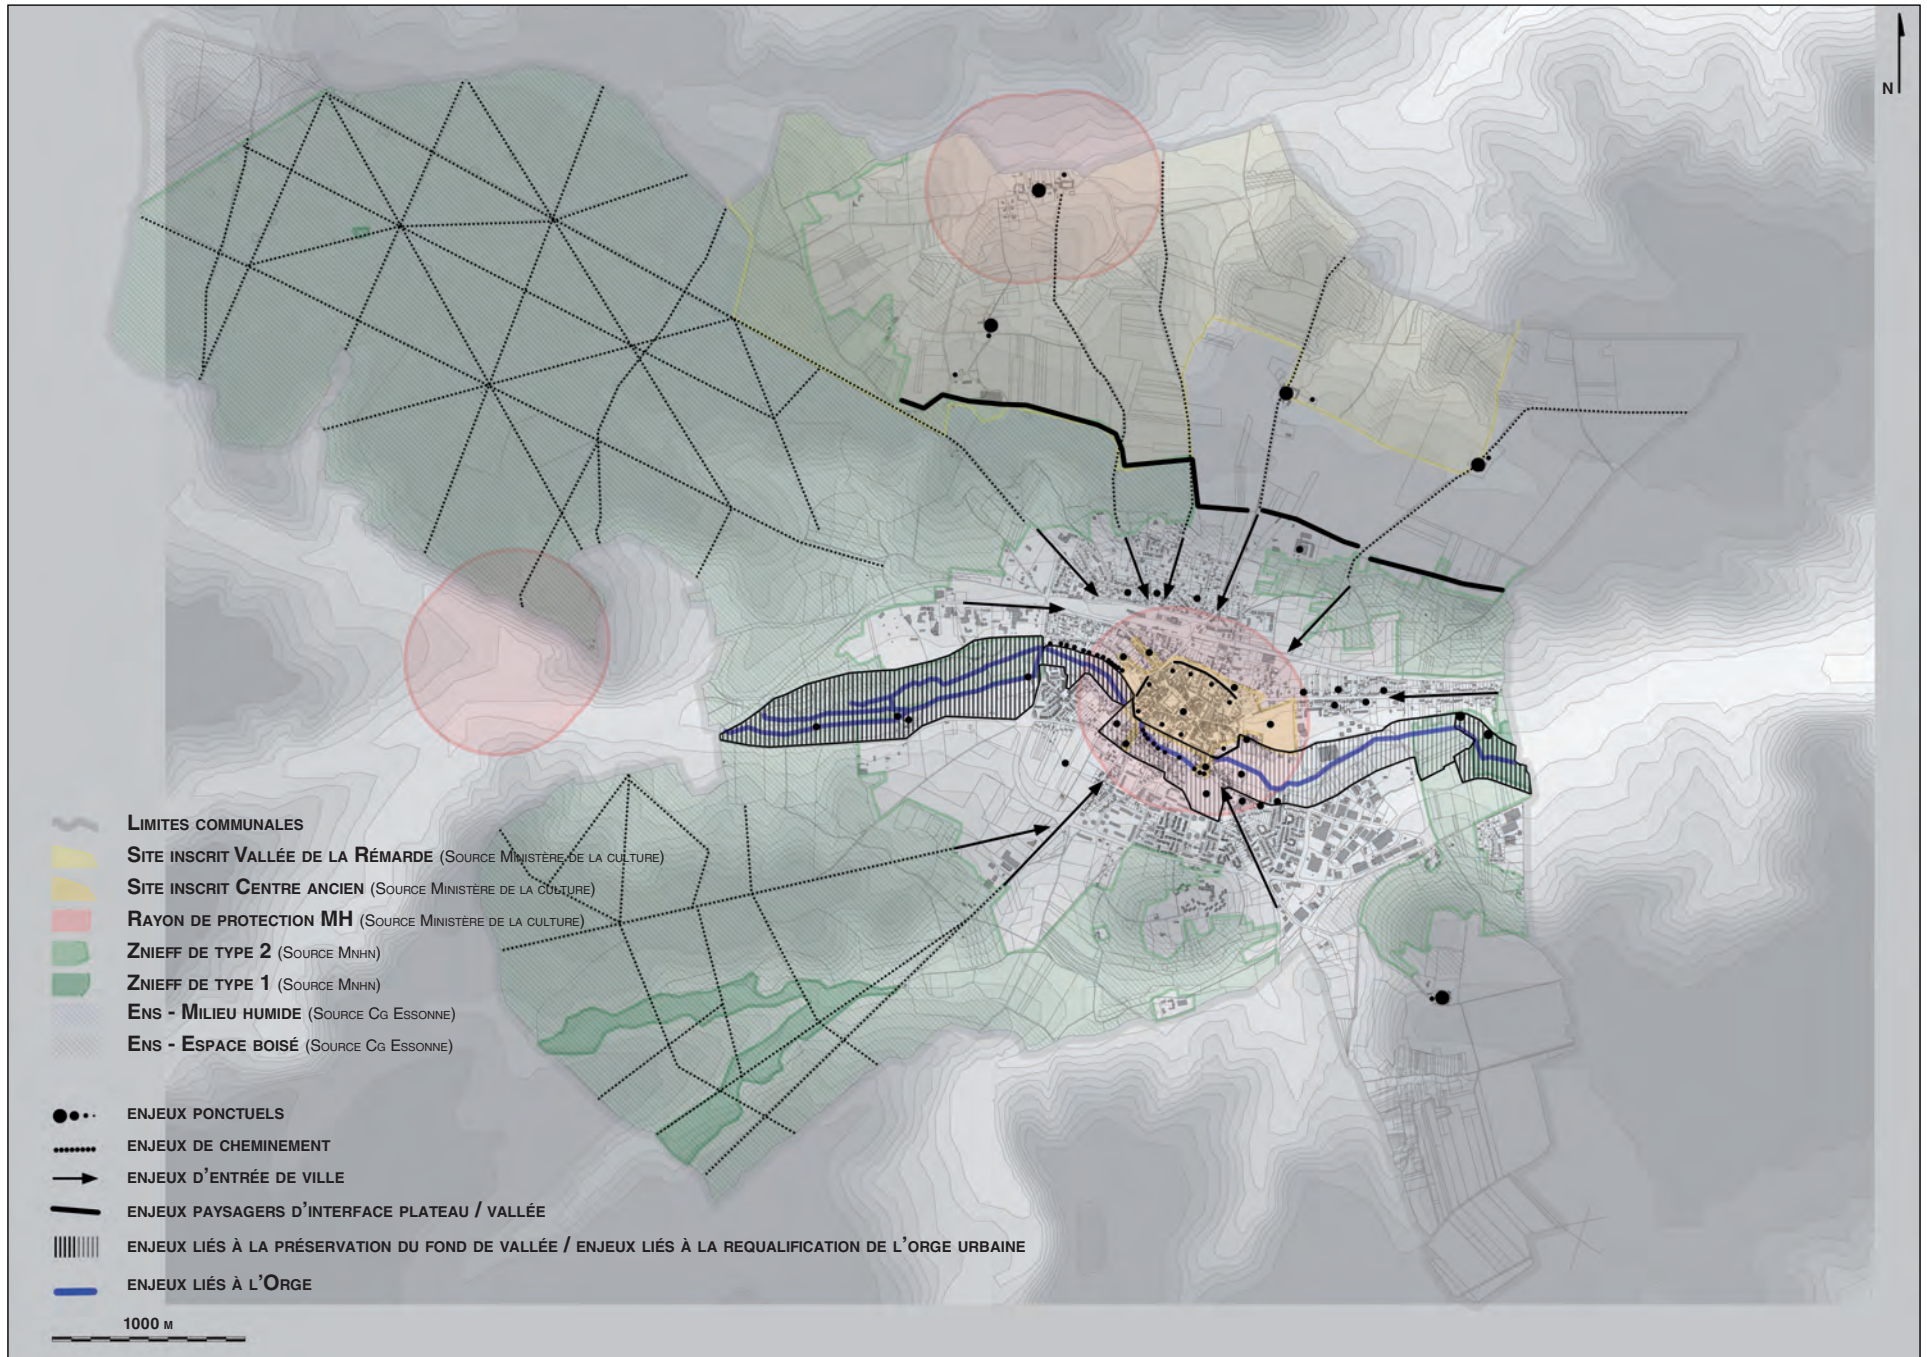 N
LIMITES COMMUNALES
SITE INSCRIT VALLÉE DE LA RÉMARDE (SOURCE MINISTÈRE DE LA CULTURE)
SITE INSCRIT CENTRE ANCIEN (SOURCE MINISTÈRE DE LA CULTURE)
RAYON DE PROTECTION MH (SOURCE MINISTÈRE DE LA CULTURE)
ZNIEFF DE TYPE 2 (SOURCE MNHN)
ZNIEFF DE TYPE 1 (SOURCE MNHN)
ENS - MILIEU HUMIDE (SOURCE CG ESSONNE)
ENS - ESPACE BOISÉ (SOURCE CG ESSONNE)
ENJEUX PONCTUELS
ENJEUX DE CHEMINEMENT
ENJEUX D'ENTRÉE DE VILLE
ENJEUX PAYSAGERS D'INTERFACE PLATEAU / VALLÉE
ENJEUX LIÉS À LA PRÉSERVATION DU FOND DE VALLÉE / ENJEUX LIÉS À LA REQUALIFICATION DE L'ORGE URBAINE
ENJEUX LIÉS À L'ORGE
1000 M